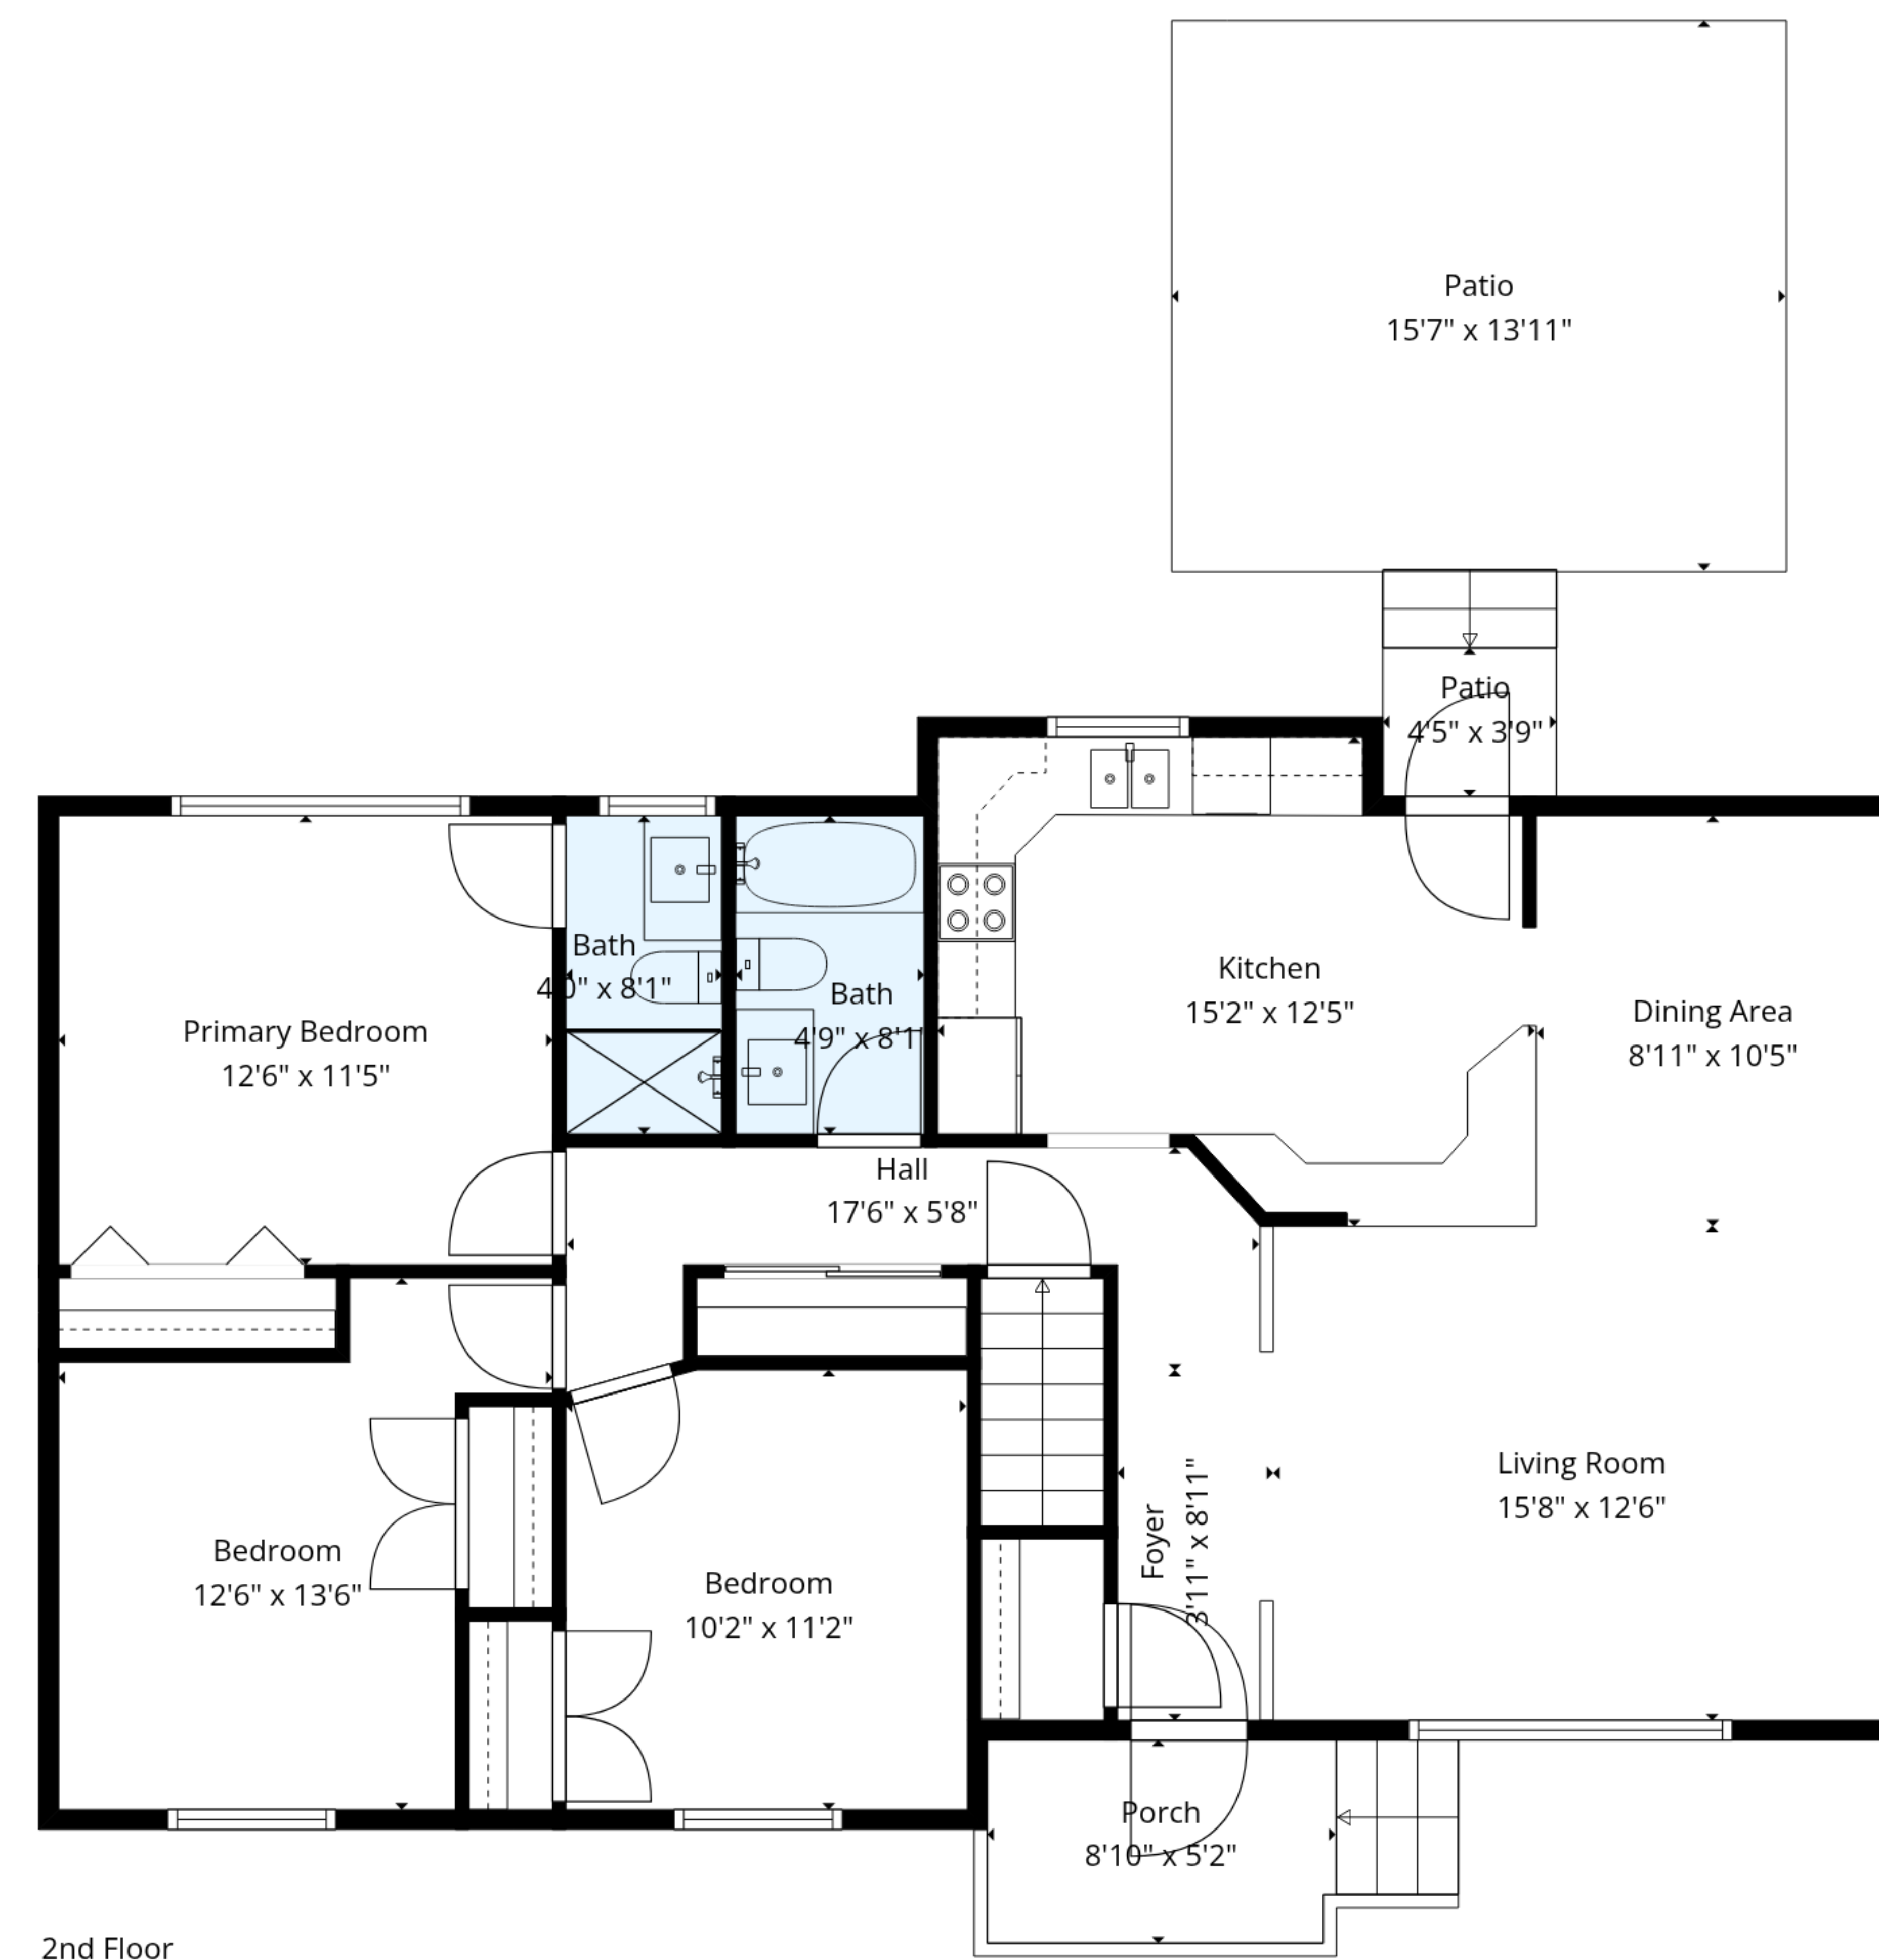 Patio
15'7" x 13'11"
Patio
4'5" x 3'9"
Bath
4'0" x 8'1"
Bath
4'9" x 8'1"
Kitchen
15'2" x 12'5"
Dining Area
8'11" x 10'5"
Primary Bedroom
12'6" x 11'5"
Hall
17'6" x 5'8"
Living Room
15'8" x 12'6"
Foyer
3'11" x 8'11"
Bedroom
12'6" x 13'6"
Bedroom
10'2" x 11'2"
Porch
8'10" x 5'2"
2nd Floor